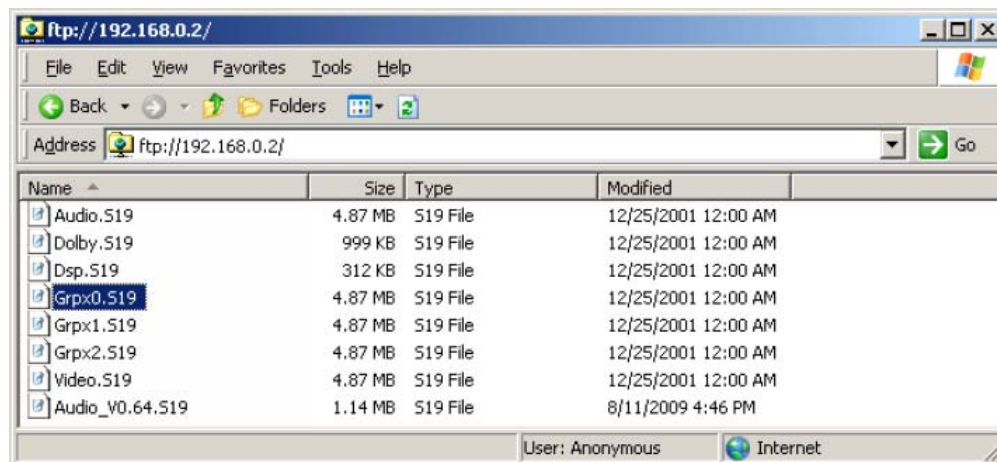 ftp://192.168.0.2/
File Edit View Favorites Tools Help
Back Folders
Address ftp://192.168.0.2/ Go
Name Size Type Modified
Audio.S19 4.87 MB S19 File 12/25/2001 12:00 AM
Dolby.S19 999 KB S19 File 12/25/2001 12:00 AM
Dsp.S19 312 KB S19 File 12/25/2001 12:00 AM
Grpx0.S19 4.87 MB S19 File 12/25/2001 12:00 AM
Grpx1.S19 4.87 MB S19 File 12/25/2001 12:00 AM
Grpx2.S19 4.87 MB S19 File 12/25/2001 12:00 AM
Video.S19 4.87 MB S19 File 12/25/2001 12:00 AM
Audio_V0.64.S19 1.14 MB S19 File 8/11/2009 4:46 PM
User: Anonymous Internet